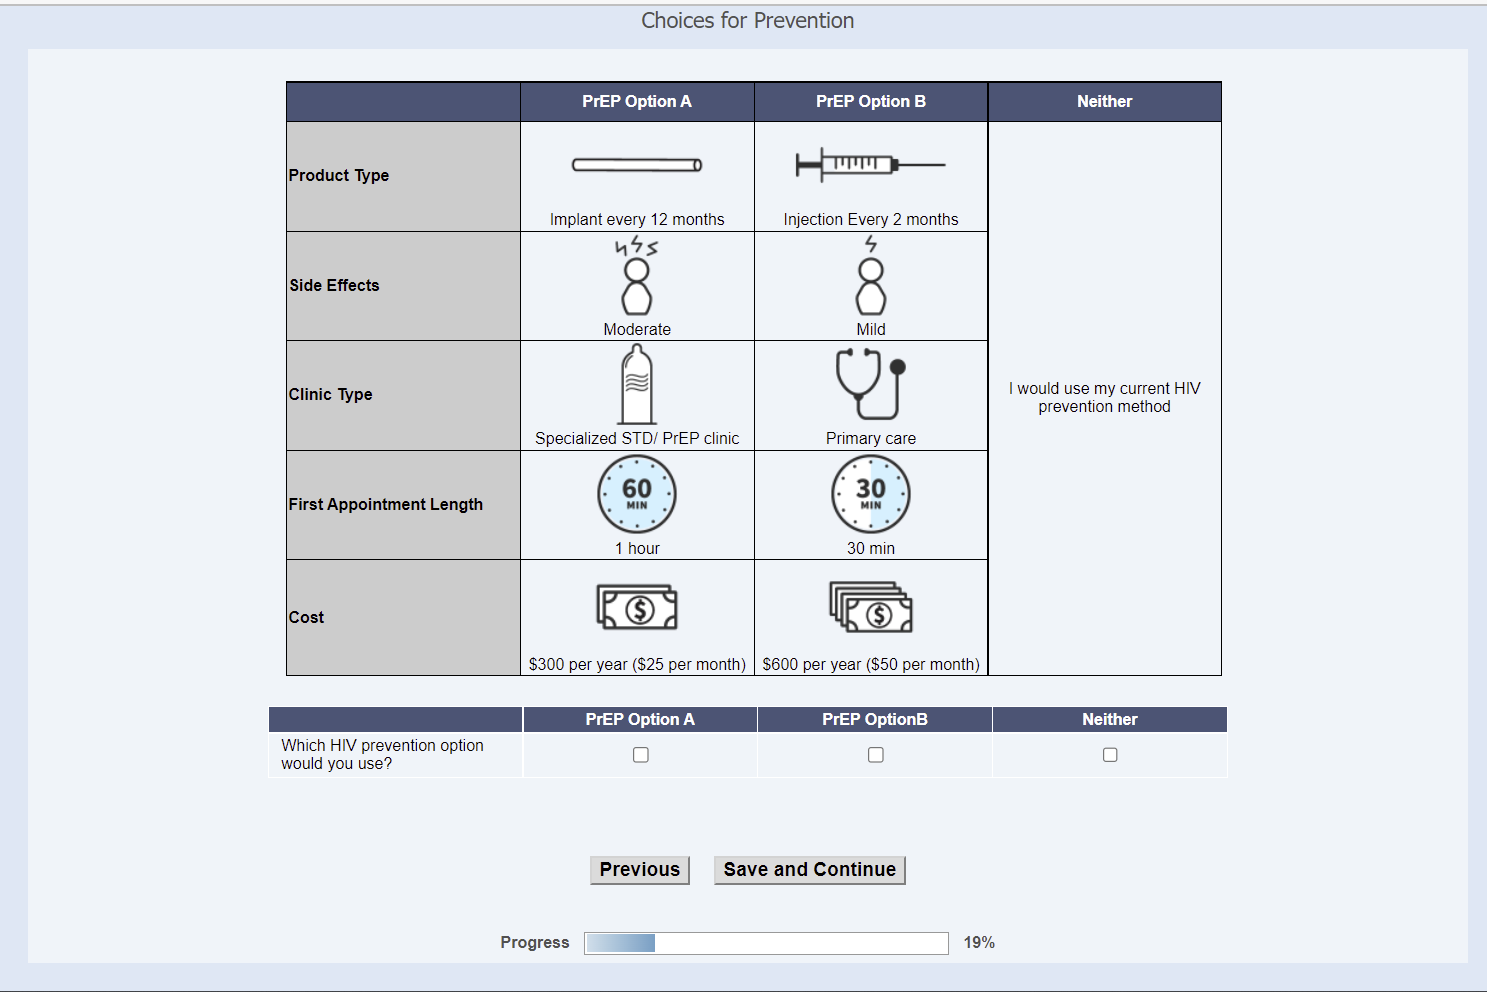 Choices for Prevention
PrEP Option A
PrEP Option B
Neither
Product Type
Implant every 12 months
Injection Every 2 months
Side Effects
Moderate
Mild
Clinic Type
Specialized STD/ PrEP clinic
Primary care
I would use my current HIV
prevention method
First Appointment Length
60
MIN
1 hour
30
MIN
30 min
Cost
$
$300 per year ($25 per month)
$
$600 per year ($50 per month)
PrEP Option A
PrEP OptionB
Neither
Which HIV prevention option
would you use?
Previous
Save and Continue
Progress
19%